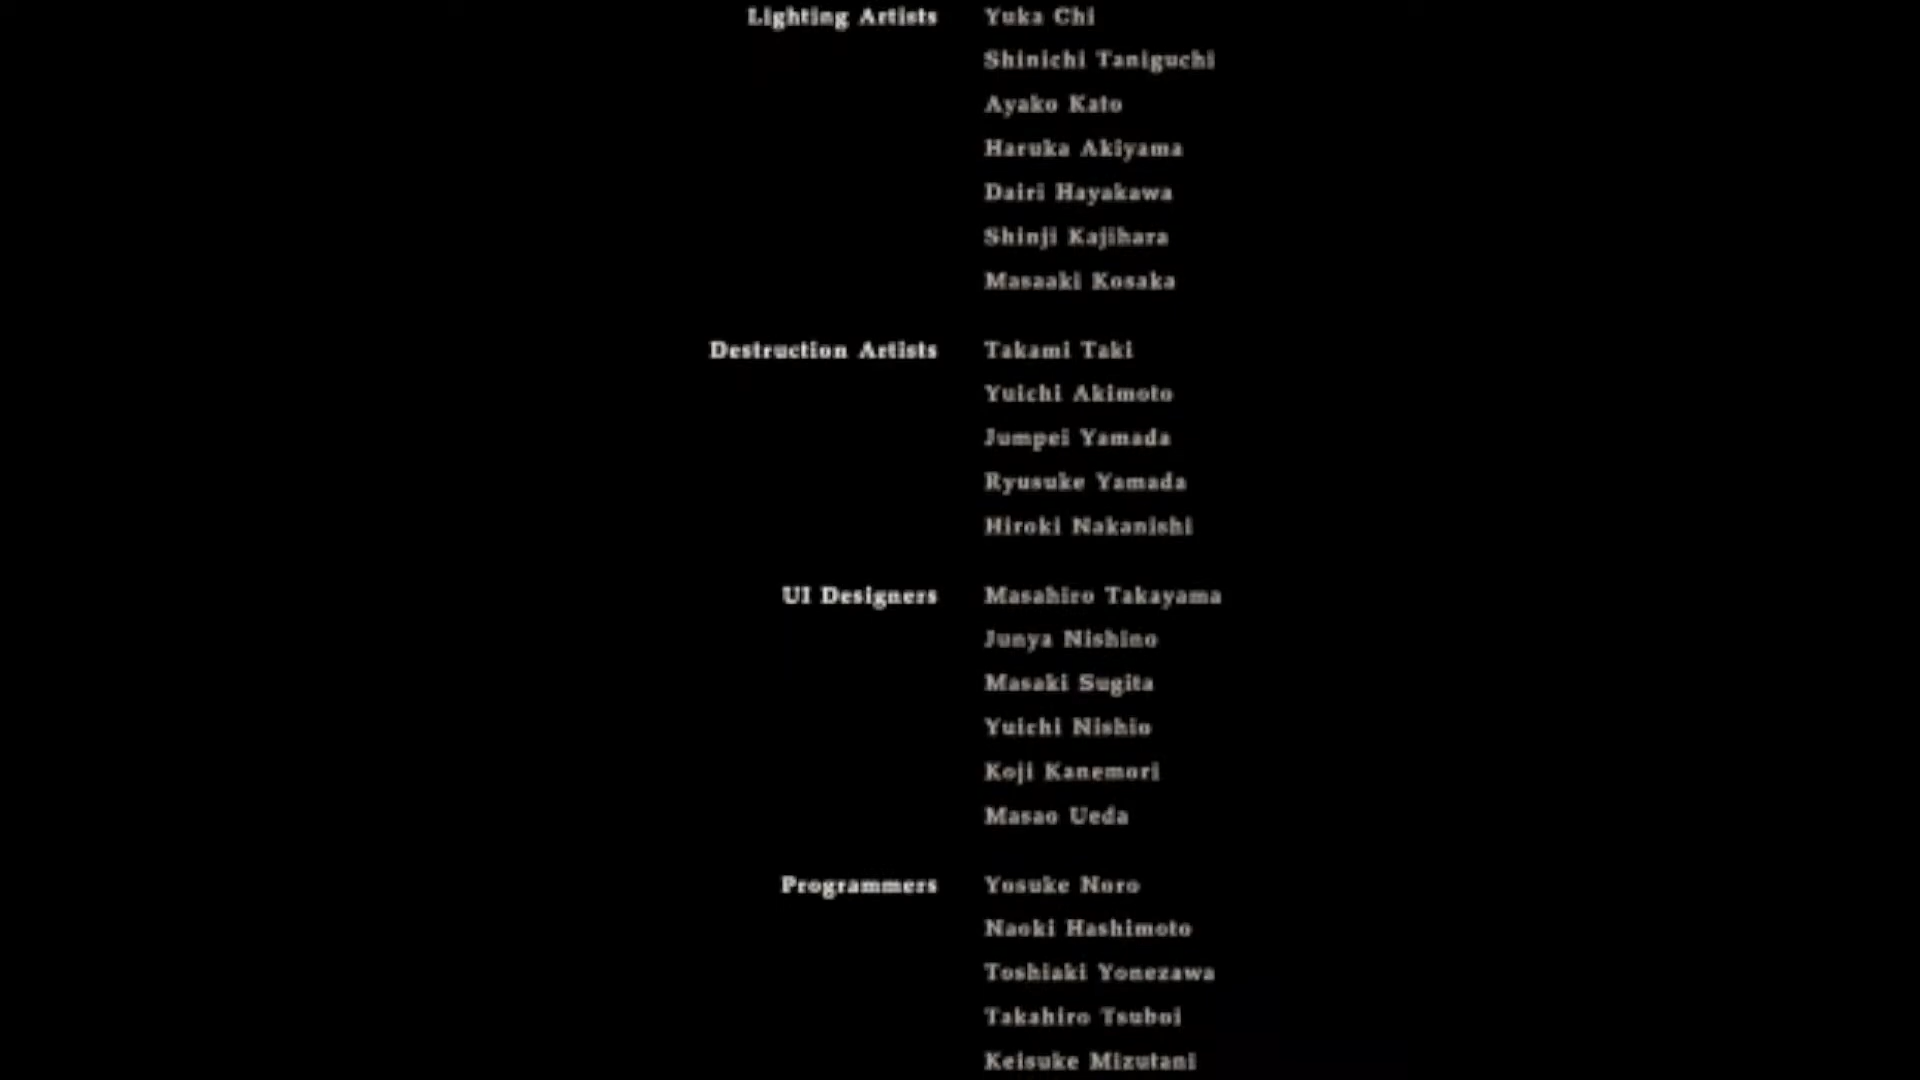 Lighting Artists Yuka Chi
Shinichi Taniguchi
Ayako Kato
Haruka Akiyama
Dairi Hayakawa
Shinji Kajihara
Masaaki Kosaka
Destruction Artists Takami Taki
Yuichi Akimoto
Jumpei Yamada
Ryusuke Yamada
Hiroki Nakanishi
UI Designers Masahiro Takayama
Junya Nishino
Masaki Sugita
Yuichi Nishio
Koji Kanemori
Masao Ueda
Programmers Yosuke Noro
Naoki Hashimoto
Toshiaki Yonezawa
Takahiro Tsuboi
Keisuke Mizutani